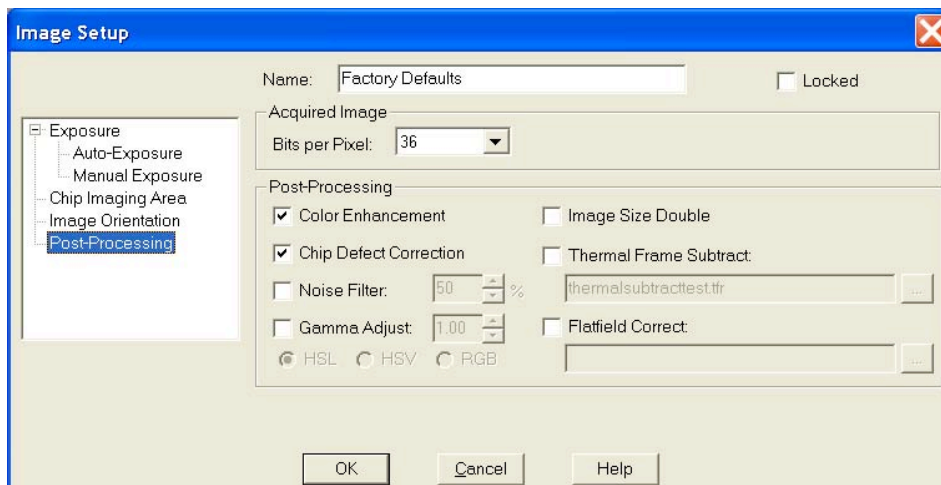 Image Setup
Name: Factory Defaults
Locked
Exposure
Auto-Exposure
Manual Exposure
Chip Imaging Area
Image Orientation
Post-Processing
Acquired Image
Bits per Pixel: 36
Post-Processing
Color Enhancement
Image Size Double
Chip Defect Correction
Thermal Frame Subtract:
Noise Filter: 50 %
thermalsubtracttest.tfr ...
Gamma Adjust: 1.00
Flatfield Correct:
HSL HSV RGB
...
OK Cancel Help